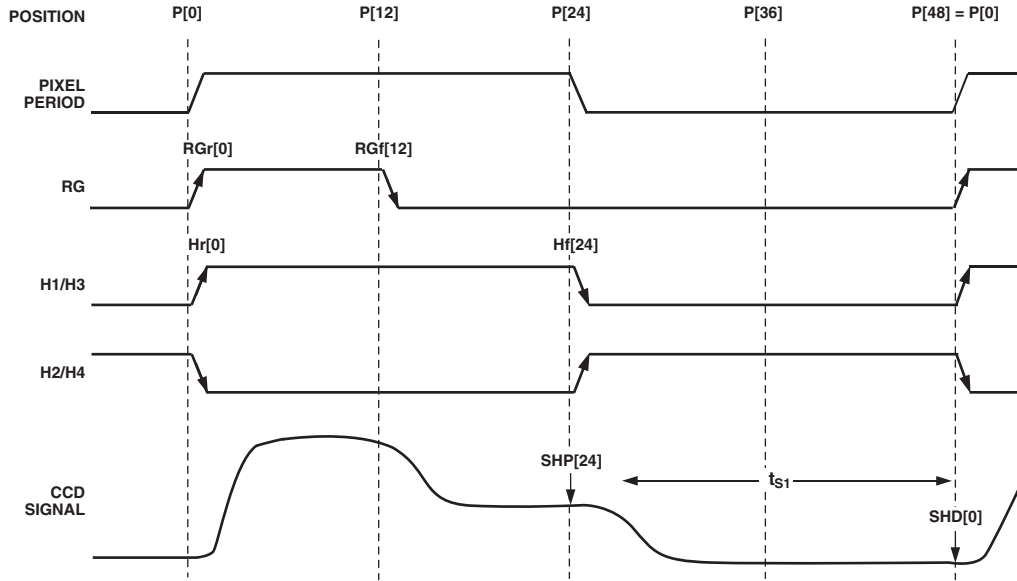 POSITION P[0] P[12] P[24] P[36] P[48] = P[0]
PIXEL
PERIOD
RGr[0] RGf[12]
RG
Hr[0] Hf[24]
H1/H3
H2/H4
CCD
SIGNAL
SHP[24]
tS1
SHD[0]